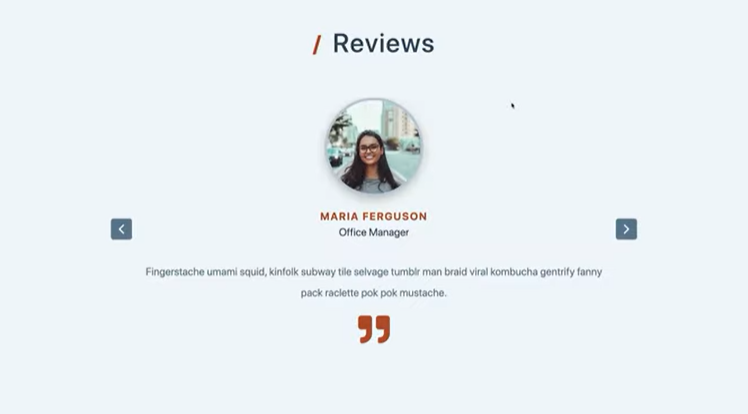 / Reviews
MARIA FERGUSON
Office Manager
Fingerstache umami squid, kinfolk subway tile selvage tumblr man braid viral kombucha gentrify fanny
pack raclette pok pok mustache.